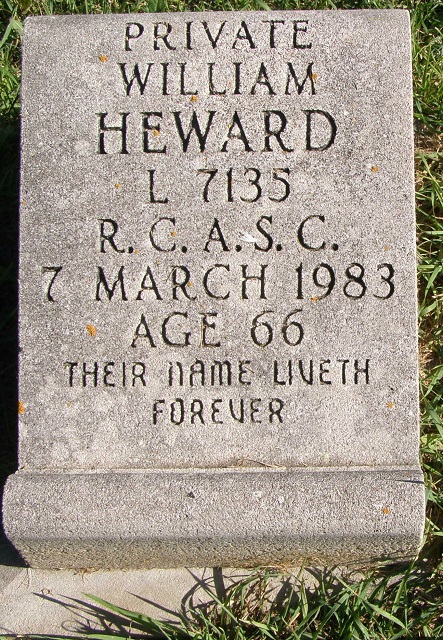 PRIVATE
WILLIAM
HEWARD
L 7135
R. C. A. S. C.
7 MARCH 1983
AGE 66
THEIR NAME LIVETH
FOREVER